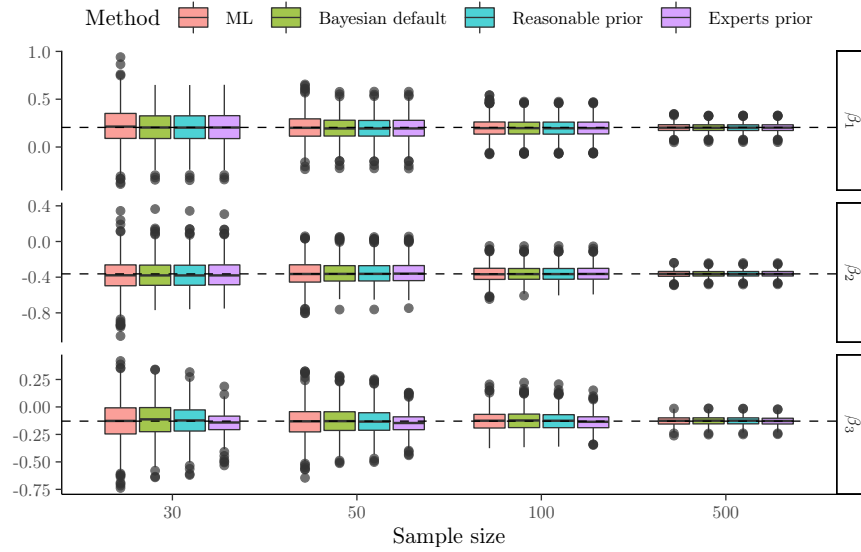 Method ML Bayesian default Reasonable prior Experts prior
1.0
0.5
0.0
β1
0.4
0.0
-0.4
-0.8
β2
0.25
0.00
-0.25
-0.50
-0.75
β3
30 50 100 500
Sample size